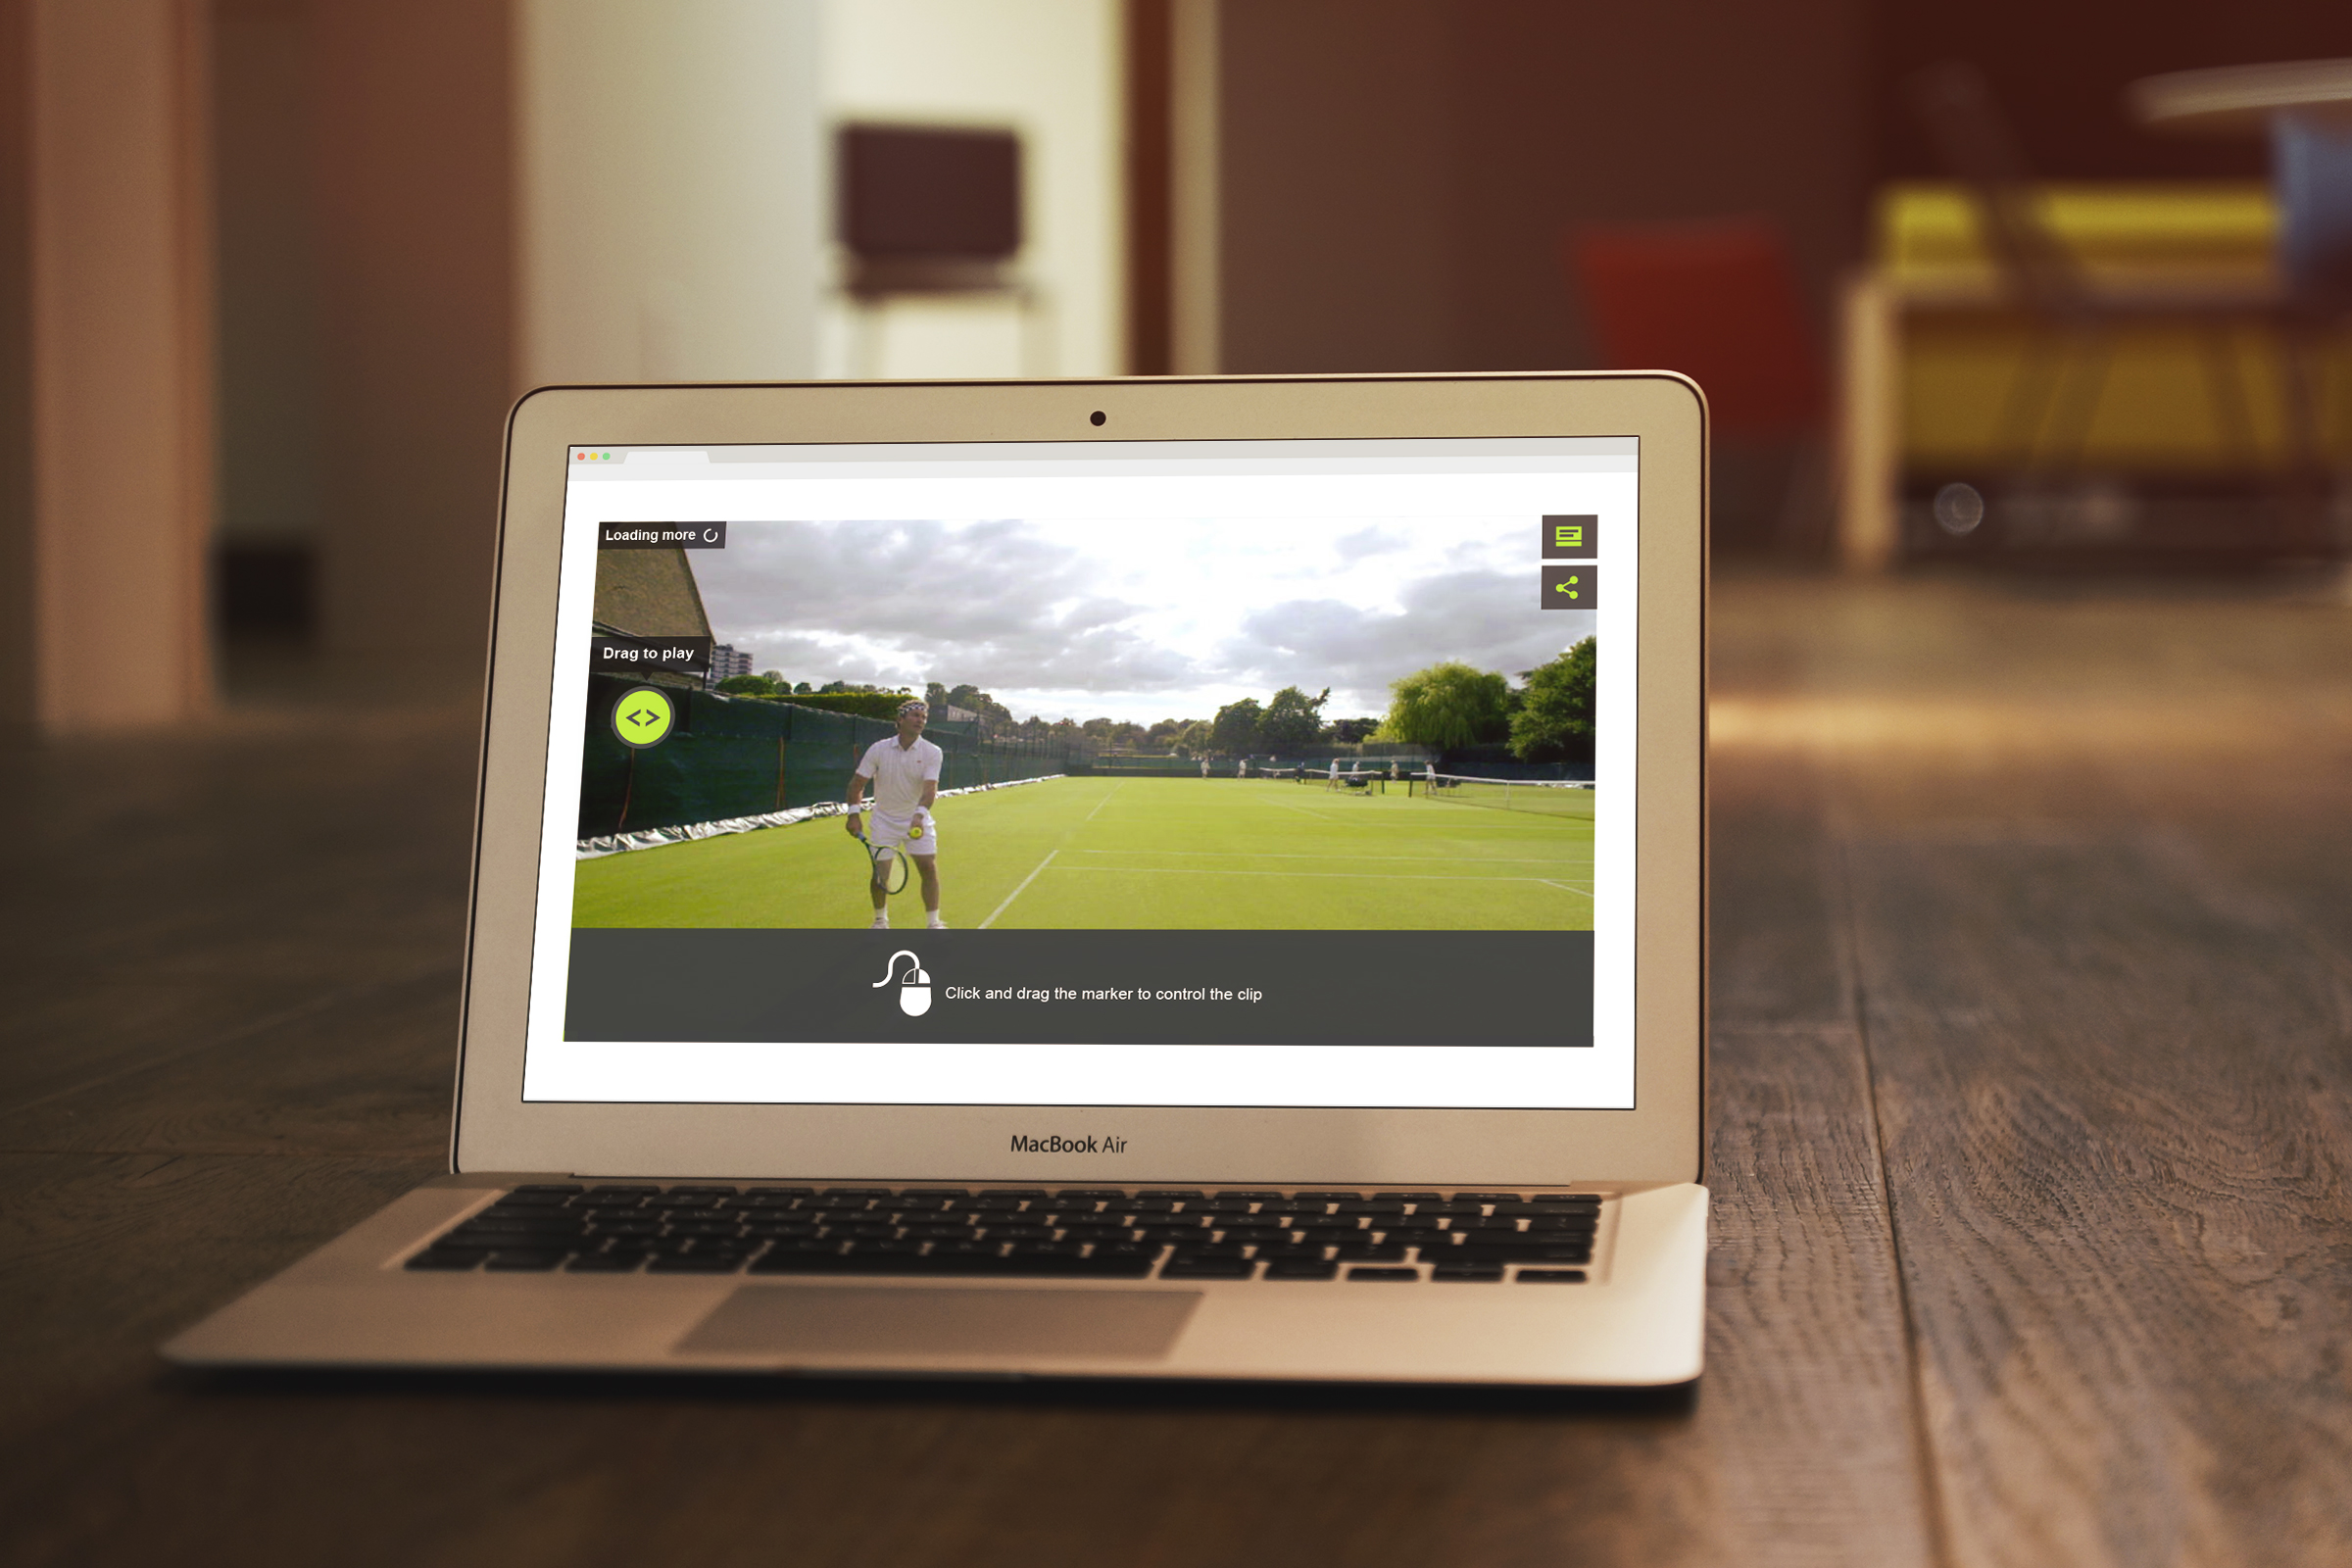 Loading more
Drag to play
Click and drag the marker to control the clip
MacBook Air